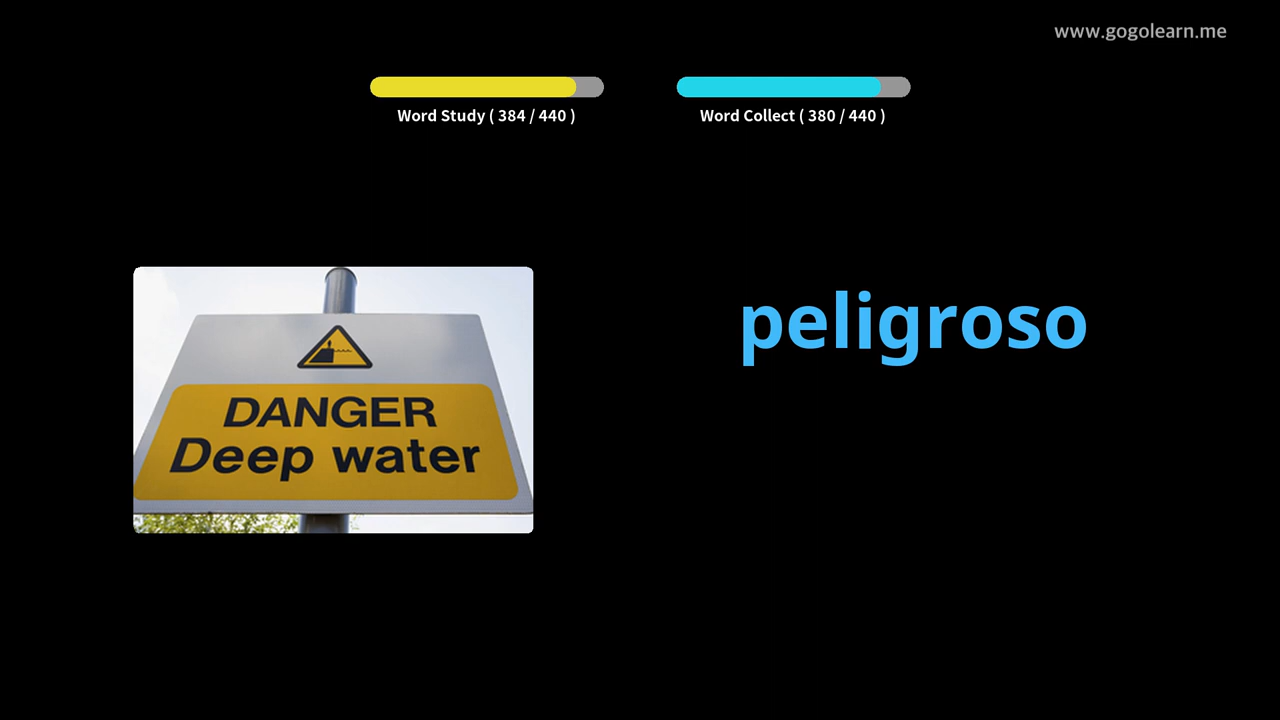 www.gogolearn.me
Word Study ( 384 / 440 )
Word Collect ( 380 / 440 )
DANGER
Deep water
peligroso